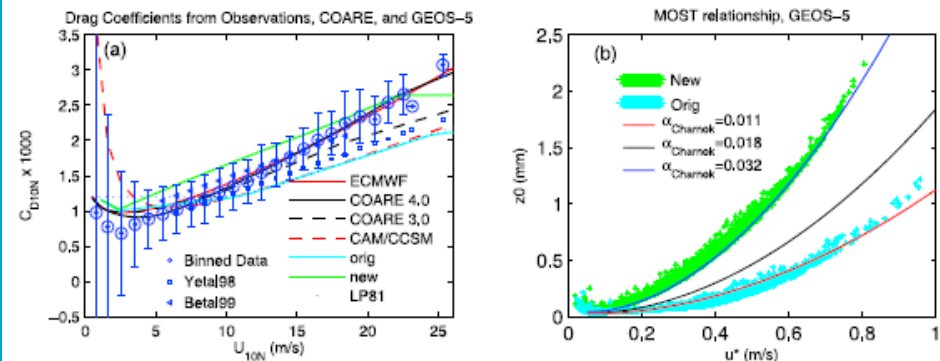 Drag Coefficients from Observations, COARE, and GEOS-5
(a)
3.5
3
2.5
2
1.5
1
0.5
0
-0.5
C_D10N x 1000
Binned Data
Yetal98
Betal99
ECMWF
COARE 4.0
COARE 3.0
CAM/CCSM
orig
new
LP81
0 5 10 15 20 25
U_10N (m/s)
MOST relationship, GEOS-5
(b)
2.5
2
1.5
1
0.5
0
z0 (mm)
New
Orig
α_Charnok=0.011
α_Charnok=0.018
α_Charnok=0.032
0 0.2 0.4 0.6 0.8 1
u* (m/s)